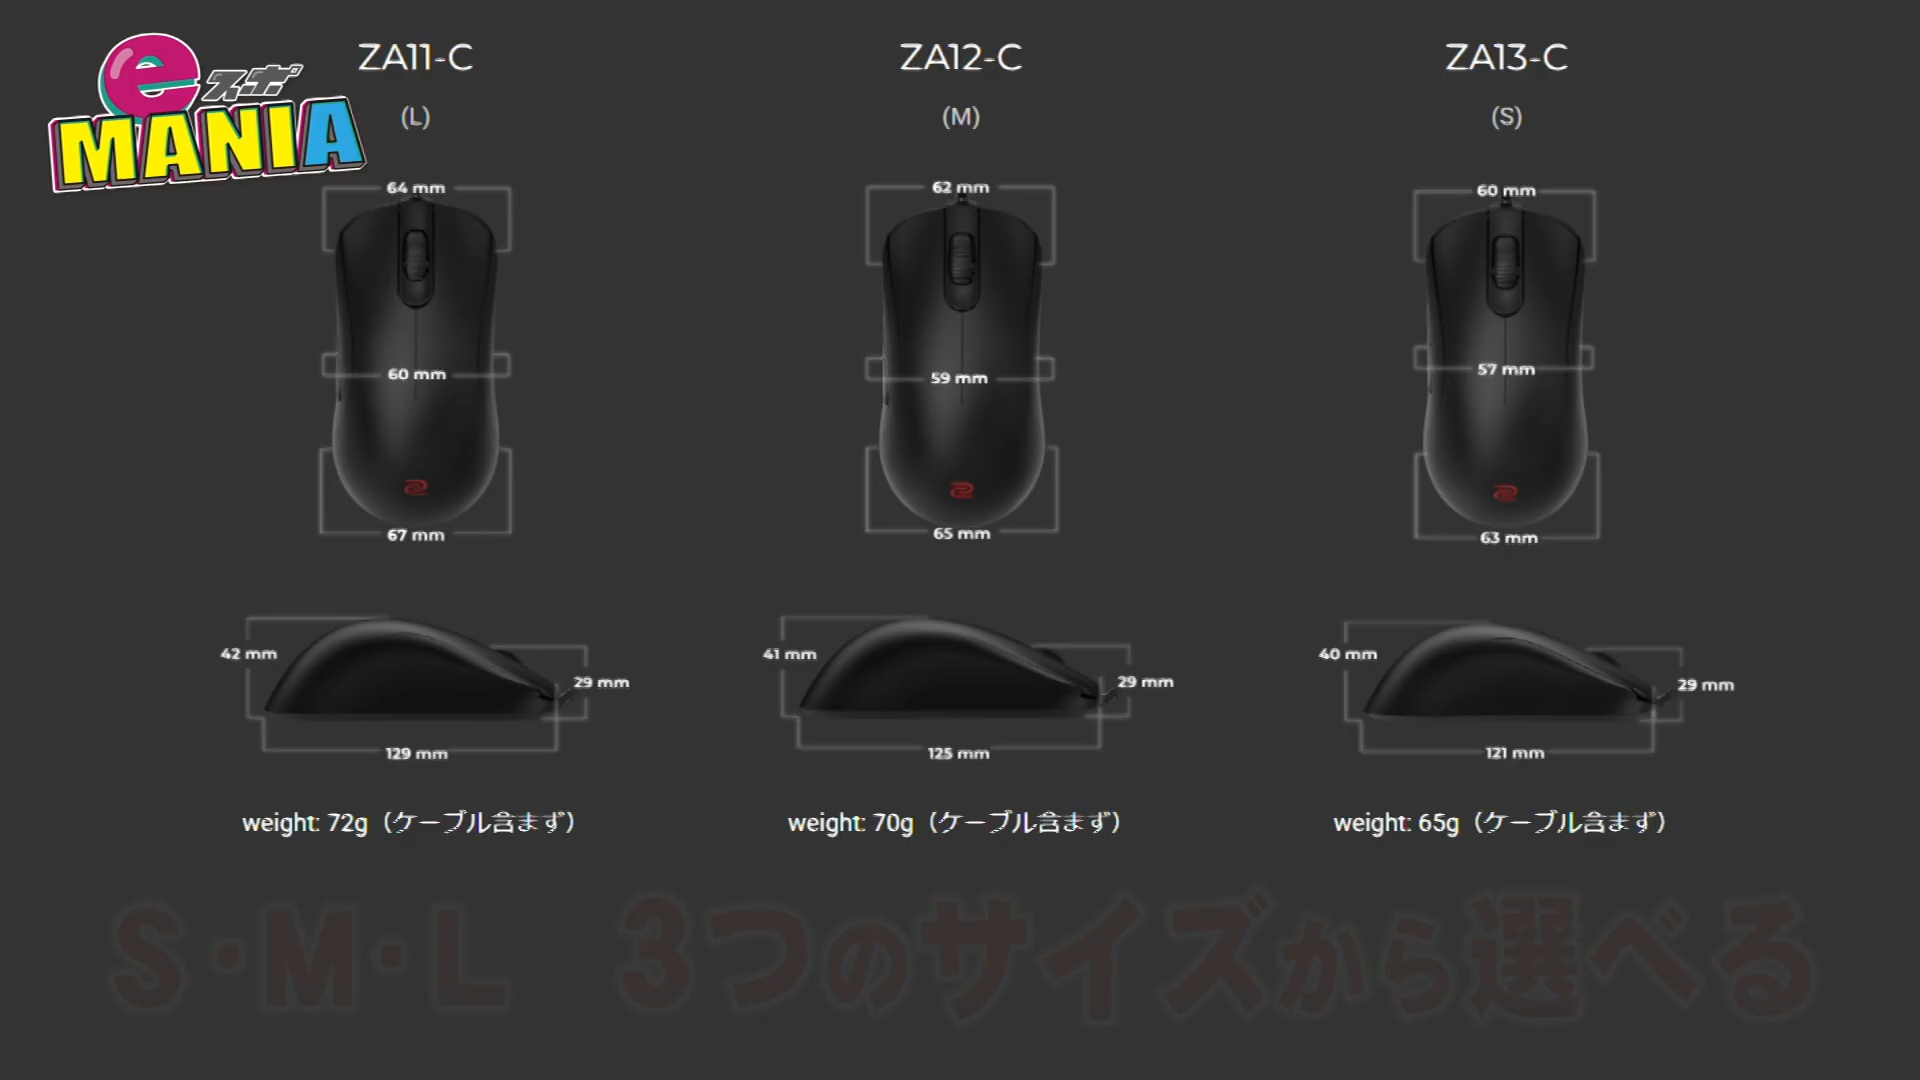 eスポ
MANIA
ZA11-C
(L)
64 mm
60 mm
67 mm
42 mm
29 mm
129 mm
weight: 72g（ケーブル含まず）
ZA12-C
(M)
62 mm
59 mm
65 mm
41 mm
29 mm
125 mm
weight: 70g（ケーブル含まず）
ZA13-C
(S)
60 mm
57 mm
63 mm
40 mm
29 mm
121 mm
weight: 65g（ケーブル含まず）
S・M・L 3つのサイズから選べる